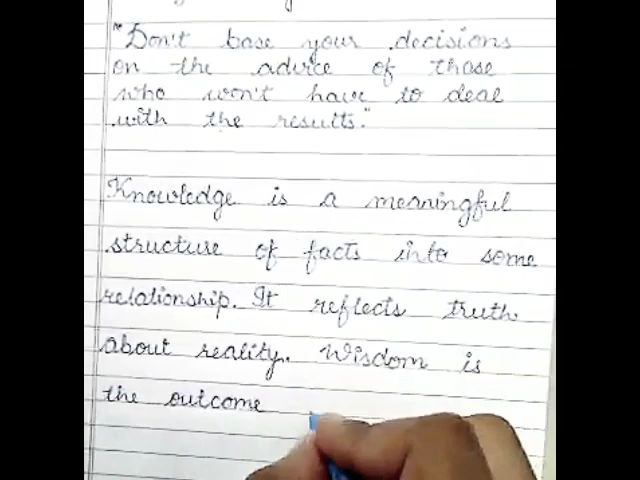 "Don't base your decisions
on the advice of those
who won't have to deal
with the results."
Knowledge is a meaningful
structure of facts into some
relationship. It reflects truth
about reality. Wisdom is
the outcome